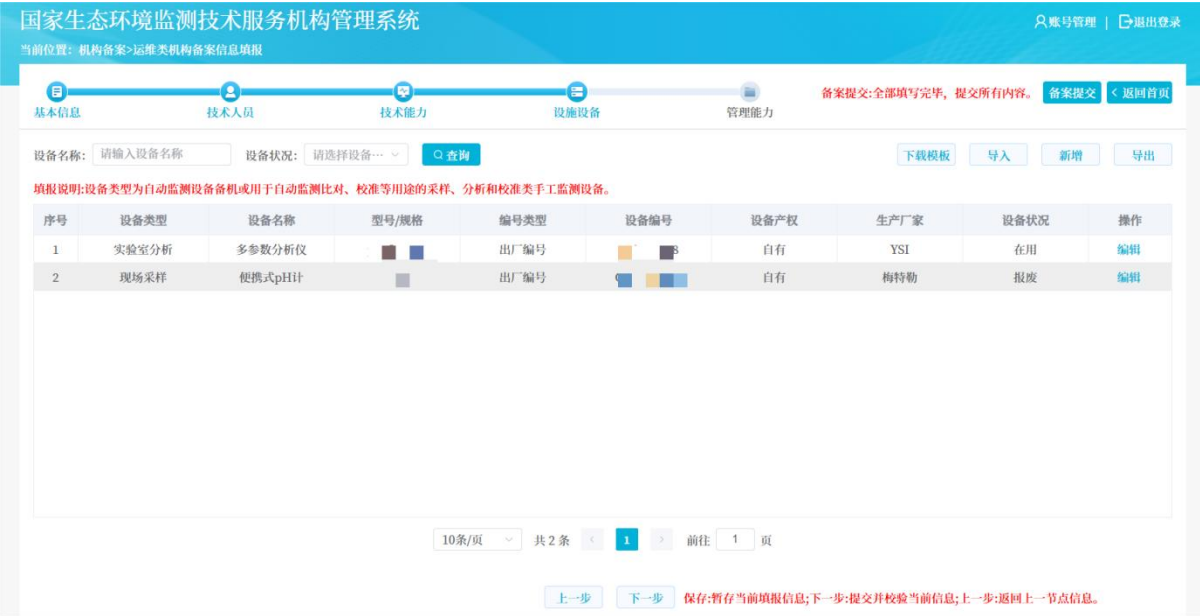 国家生态环境监测技术服务机构管理系统
账号管理 | 退出登录
当前位置：机构备案>运维类机构备案信息填报
基本信息 技术人员 技术能力 设施设备 管理能力
备案提交:全部填写完毕，提交所有内容。 备案提交 < 返回首页
设备名称： 请输入设备名称 设备状况： 请选择设备… 查询 下载模板 导入 新增 导出
填报说明:设备类型为自动监测设备备机或用于自动监测比对、校准等用途的采样、分析和校准类手工监测设备。
序号 设备类型 设备名称 型号/规格 编号类型 设备编号 设备产权 生产厂家 设备状况 操作
1 实验室分析 多参数分析仪 出厂编号 自有 YSI 在用 编辑
2 现场采样 便携式pH计 出厂编号 自有 梅特勒 报废 编辑
10条/页 共 2 条 < 1 > 前往 1 页
上一步 下一步 保存:暂存当前填报信息;下一步:提交并校验当前信息;上一步:返回上一节点信息。